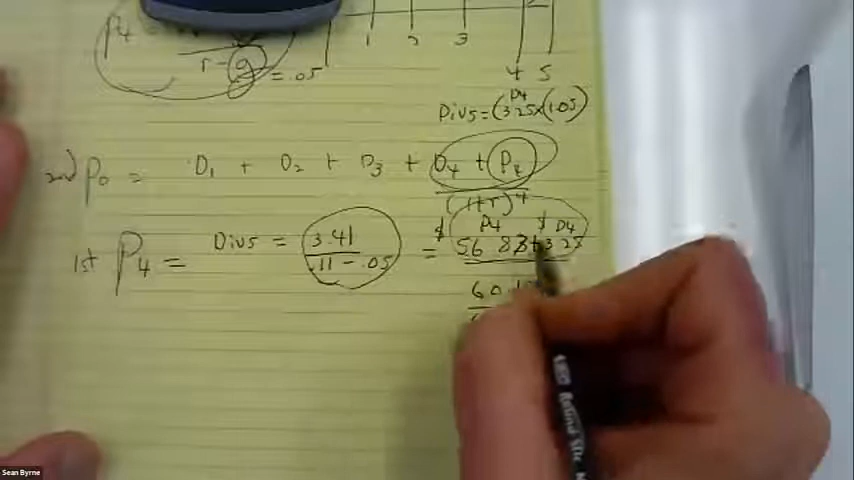 P4 =
r - g = .05
1 2 3
4 5
D4
Div5 = (3.25)x(1.05)
2nd P0 = D1 + D2 + D3 + D4 + P4
(1+r)^4
P4 $ D4
1st P4 = Div5 = 3.41 = $ 56 83 + 3 25
.11 - .05
60.
Sean Byrne